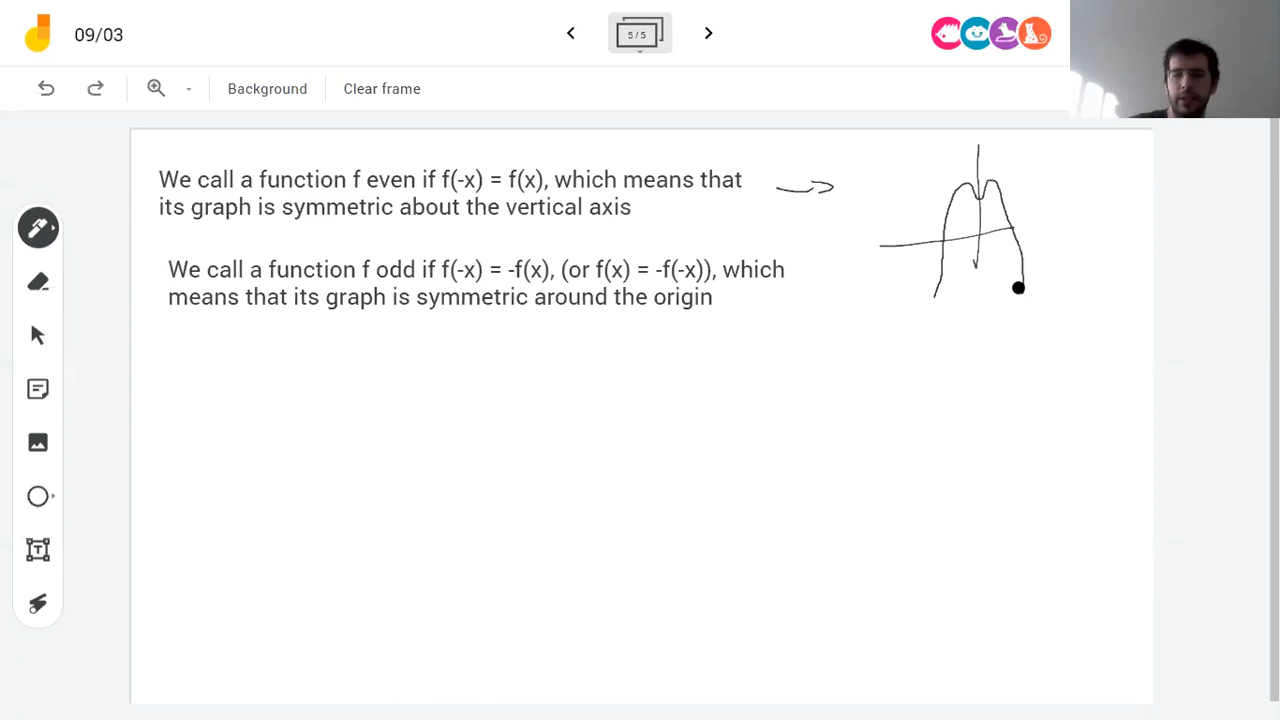 09/03
5 / 5
Background
Clear frame
We call a function f even if f(-x) = f(x), which means that
its graph is symmetric about the vertical axis
We call a function f odd if f(-x) = -f(x), (or f(x) = -f(-x)), which
means that its graph is symmetric around the origin
T